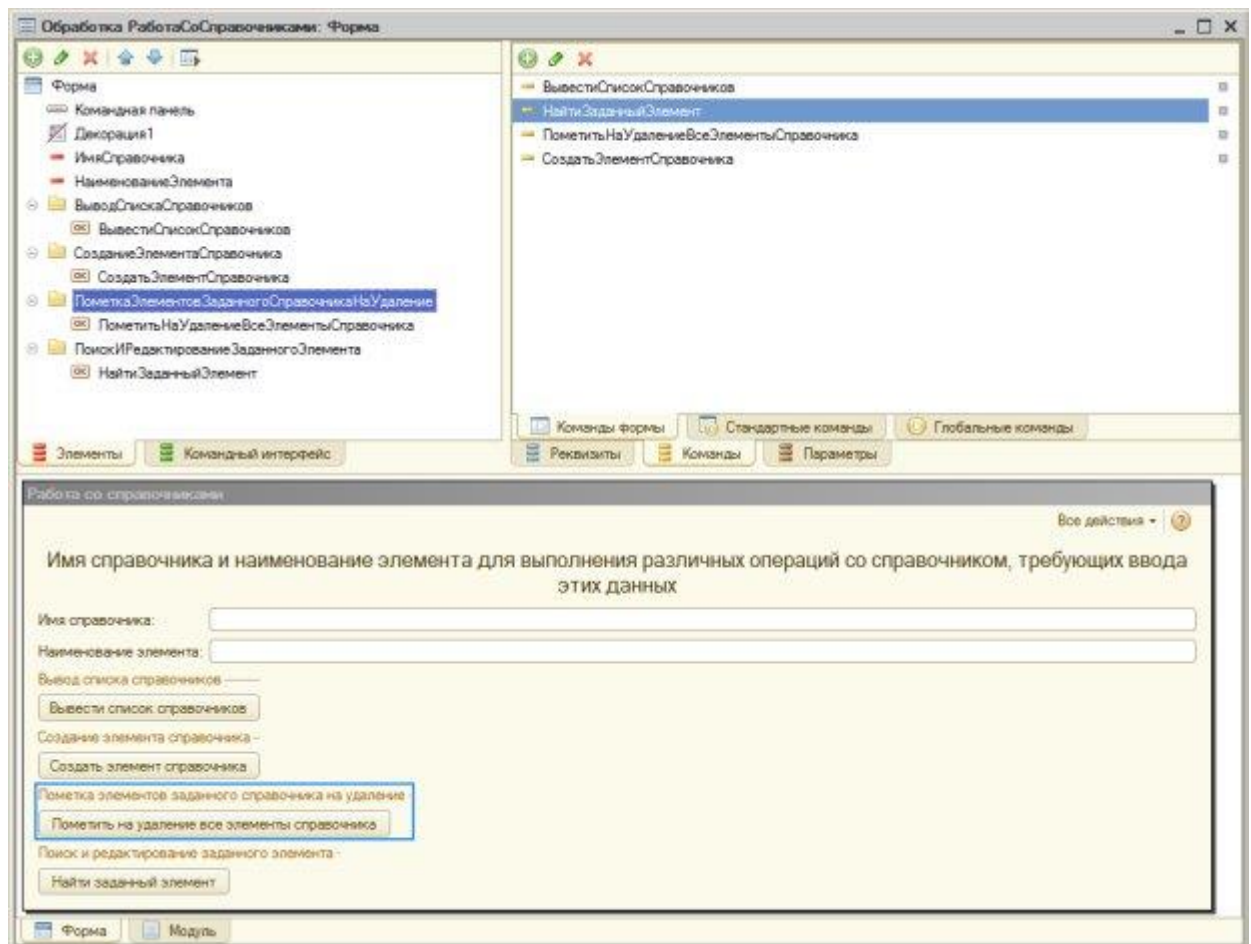 Обработка РаботаСоСправочниками: Форма
Форма
Командная панель
Декорация1
ИмяСправочника
НаименованиеЭлемента
ВыводСпискаСправочников
ВывестиСписокСправочников
СозданиеЭлементаСправочника
СоздатьЭлементСправочника
ПометкаЭлементовЗаданногоСправочникаНаУдаление
ПометитьНаУдалениеВсеЭлементыСправочника
ПоискИРедактированиеЗаданногоЭлемента
НайтиЗаданныйЭлемент
Элементы
Командный интерфейс
ВывестиСписокСправочников
НайтиЗаданныйЭлемент
ПометитьНаУдалениеВсеЭлементыСправочника
СоздатьЭлементСправочника
Команды формы
Стандартные команды
Глобальные команды
Реквизиты
Команды
Параметры
Работа со справочниками
Все действия
Имя справочника и наименование элемента для выполнения различных операций со справочником, требующих ввода
этих данных
Имя справочника:
Наименование элемента:
Вывод списка справочников
Вывести список справочников
Создание элемента справочника
Создать элемент справочника
Пометка элементов заданного справочника на удаление
Пометить на удаление все элементы справочника
Поиск и редактирование заданного элемента
Найти заданный элемент
Форма
Модуль